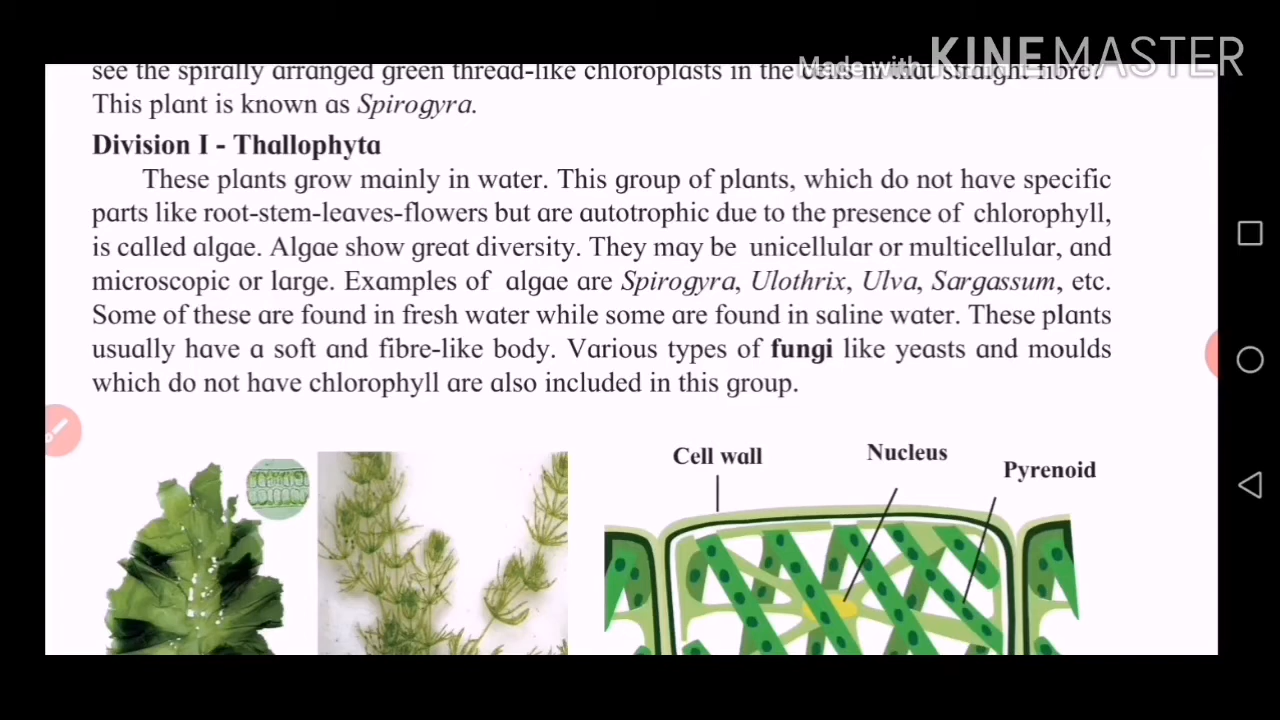 Made with KINEMASTER
see the spirally arranged green thread-like chloroplasts in the cells in that straight fibre.
This plant is known as Spirogyra.
Division I - Thallophyta
These plants grow mainly in water. This group of plants, which do not have specific
parts like root-stem-leaves-flowers but are autotrophic due to the presence of chlorophyll,
is called algae. Algae show great diversity. They may be unicellular or multicellular, and
microscopic or large. Examples of algae are Spirogyra, Ulothrix, Ulva, Sargassum, etc.
Some of these are found in fresh water while some are found in saline water. These plants
usually have a soft and fibre-like body. Various types of fungi like yeasts and moulds
which do not have chlorophyll are also included in this group.
Cell wall
Nucleus
Pyrenoid